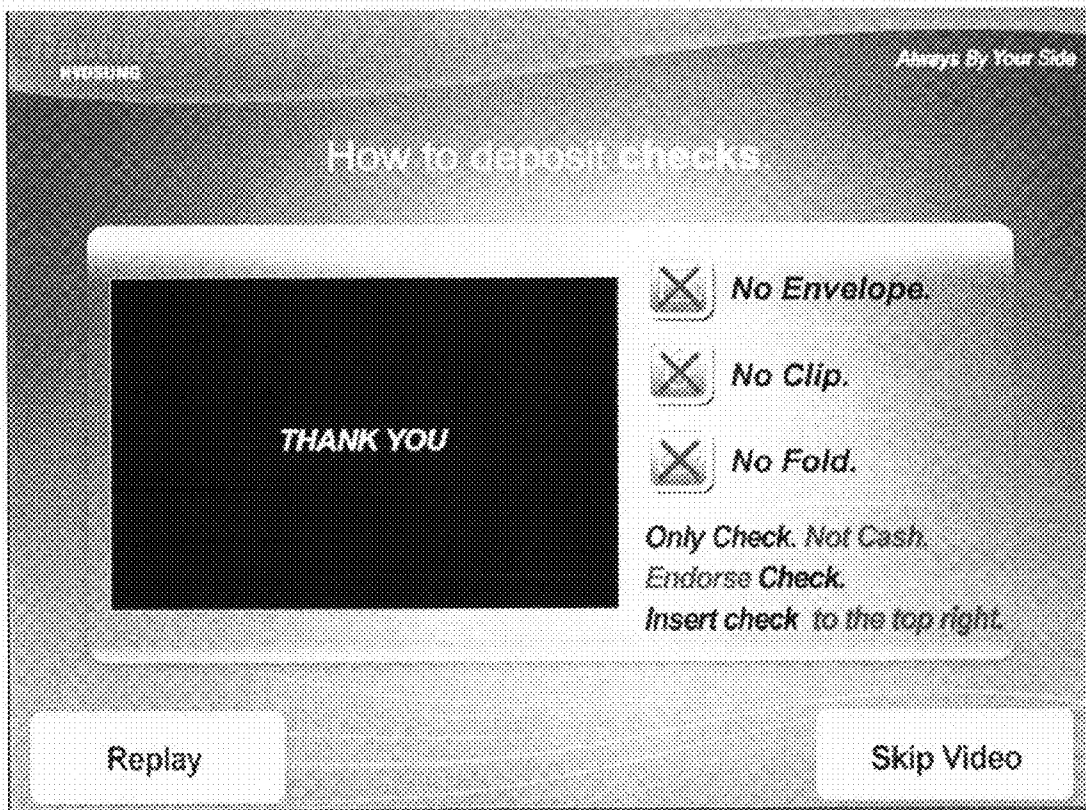 HYOSUNG
Always By Your Side
How to deposit checks.
No Envelope.
No Clip.
No Fold.
THANK YOU
Only Check. Not Cash.
Endorse Check.
Insert check to the top right.
Replay
Skip Video